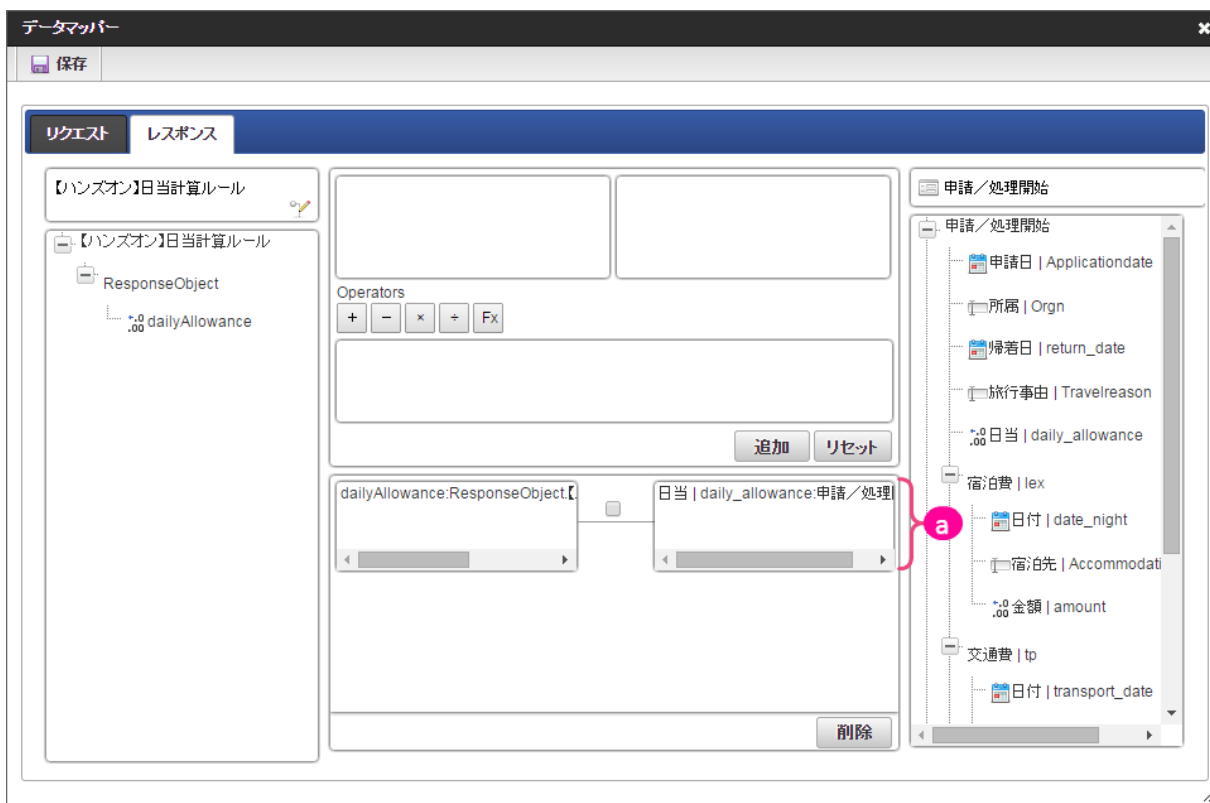 データマッパー
保存
リクエスト
レスポンス
【ハンズオン】日当計算ルール
【ハンズオン】日当計算ルール
ResponseObject
dailyAllowance
Operators
+ − × ÷ Fx
追加
リセット
dailyAllowance:ResponseObject.【.
日当 | daily_allowance:申請／処理
a
削除
申請／処理開始
申請／処理開始
申請日 | Applicationdate
所属 | Orgn
帰着日 | return_date
旅行事由 | Travelreason
日当 | daily_allowance
宿泊費 | lex
日付 | date_night
宿泊先 | Accommodati
金額 | amount
交通費 | tp
日付 | transport_date